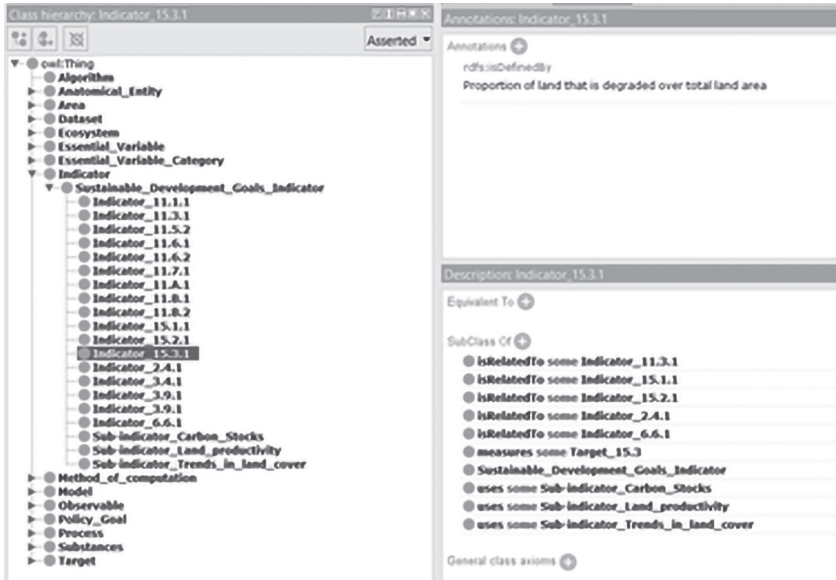 Class hierarchy: Indicator_15.3.1
Asserted
owl:Thing
Algorithm
Anatomical_Entity
Area
Dataset
Ecosystem
Essential_Variable
Essential_Variable_Category
Indicator
Sustainable_Development_Goals_Indicator
Indicator_11.1.1
Indicator_11.3.1
Indicator_11.5.2
Indicator_11.6.1
Indicator_11.6.2
Indicator_11.7.1
Indicator_11.A.1
Indicator_11.B.1
Indicator_11.B.2
Indicator_15.1.1
Indicator_15.2.1
Indicator_15.3.1
Indicator_2.4.1
Indicator_3.4.1
Indicator_3.9.1
Indicator_3.9.1
Indicator_6.6.1
Sub-indicator_Carbon_Stocks
Sub-indicator_Land_productivity
Sub-indicator_Trends_in_land_cover
Method_of_computation
Model
Observable
Policy_Goal
Process
Substances
Target
Annotations: Indicator_15.3.1
Annotations
rdfs:isDefinedBy
Proportion of land that is degraded over total land area
Description: Indicator_15.3.1
Equivalent To
SubClass Of
isRelatedTo some Indicator_11.3.1
isRelatedTo some Indicator_15.1.1
isRelatedTo some Indicator_15.2.1
isRelatedTo some Indicator_2.4.1
isRelatedTo some Indicator_6.6.1
measures some Target_15.3
Sustainable_Development_Goals_Indicator
uses some Sub-indicator_Carbon_Stocks
uses some Sub-indicator_Land_productivity
uses some Sub-indicator_Trends_in_land_cover
General class axioms